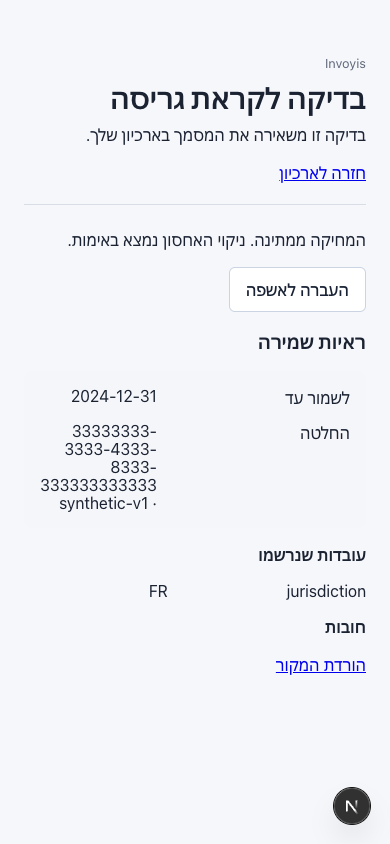 Invoyis
בדיקה לקראת גריסה
בדיקה זו משאירה את המסמך בארכיון שלך.
חזרה לארכיון
המחיקה ממתינה. ניקוי האחסון נמצא באימות.
העברה לאשפה
ראיות שמירה
לשמור עד 2024-12-31
החלטה 33333333-
3333-4333-
8333-
333333333333
· synthetic-v1
עובדות שנרשמו
jurisdiction FR
חובות
הורדת המקור
N